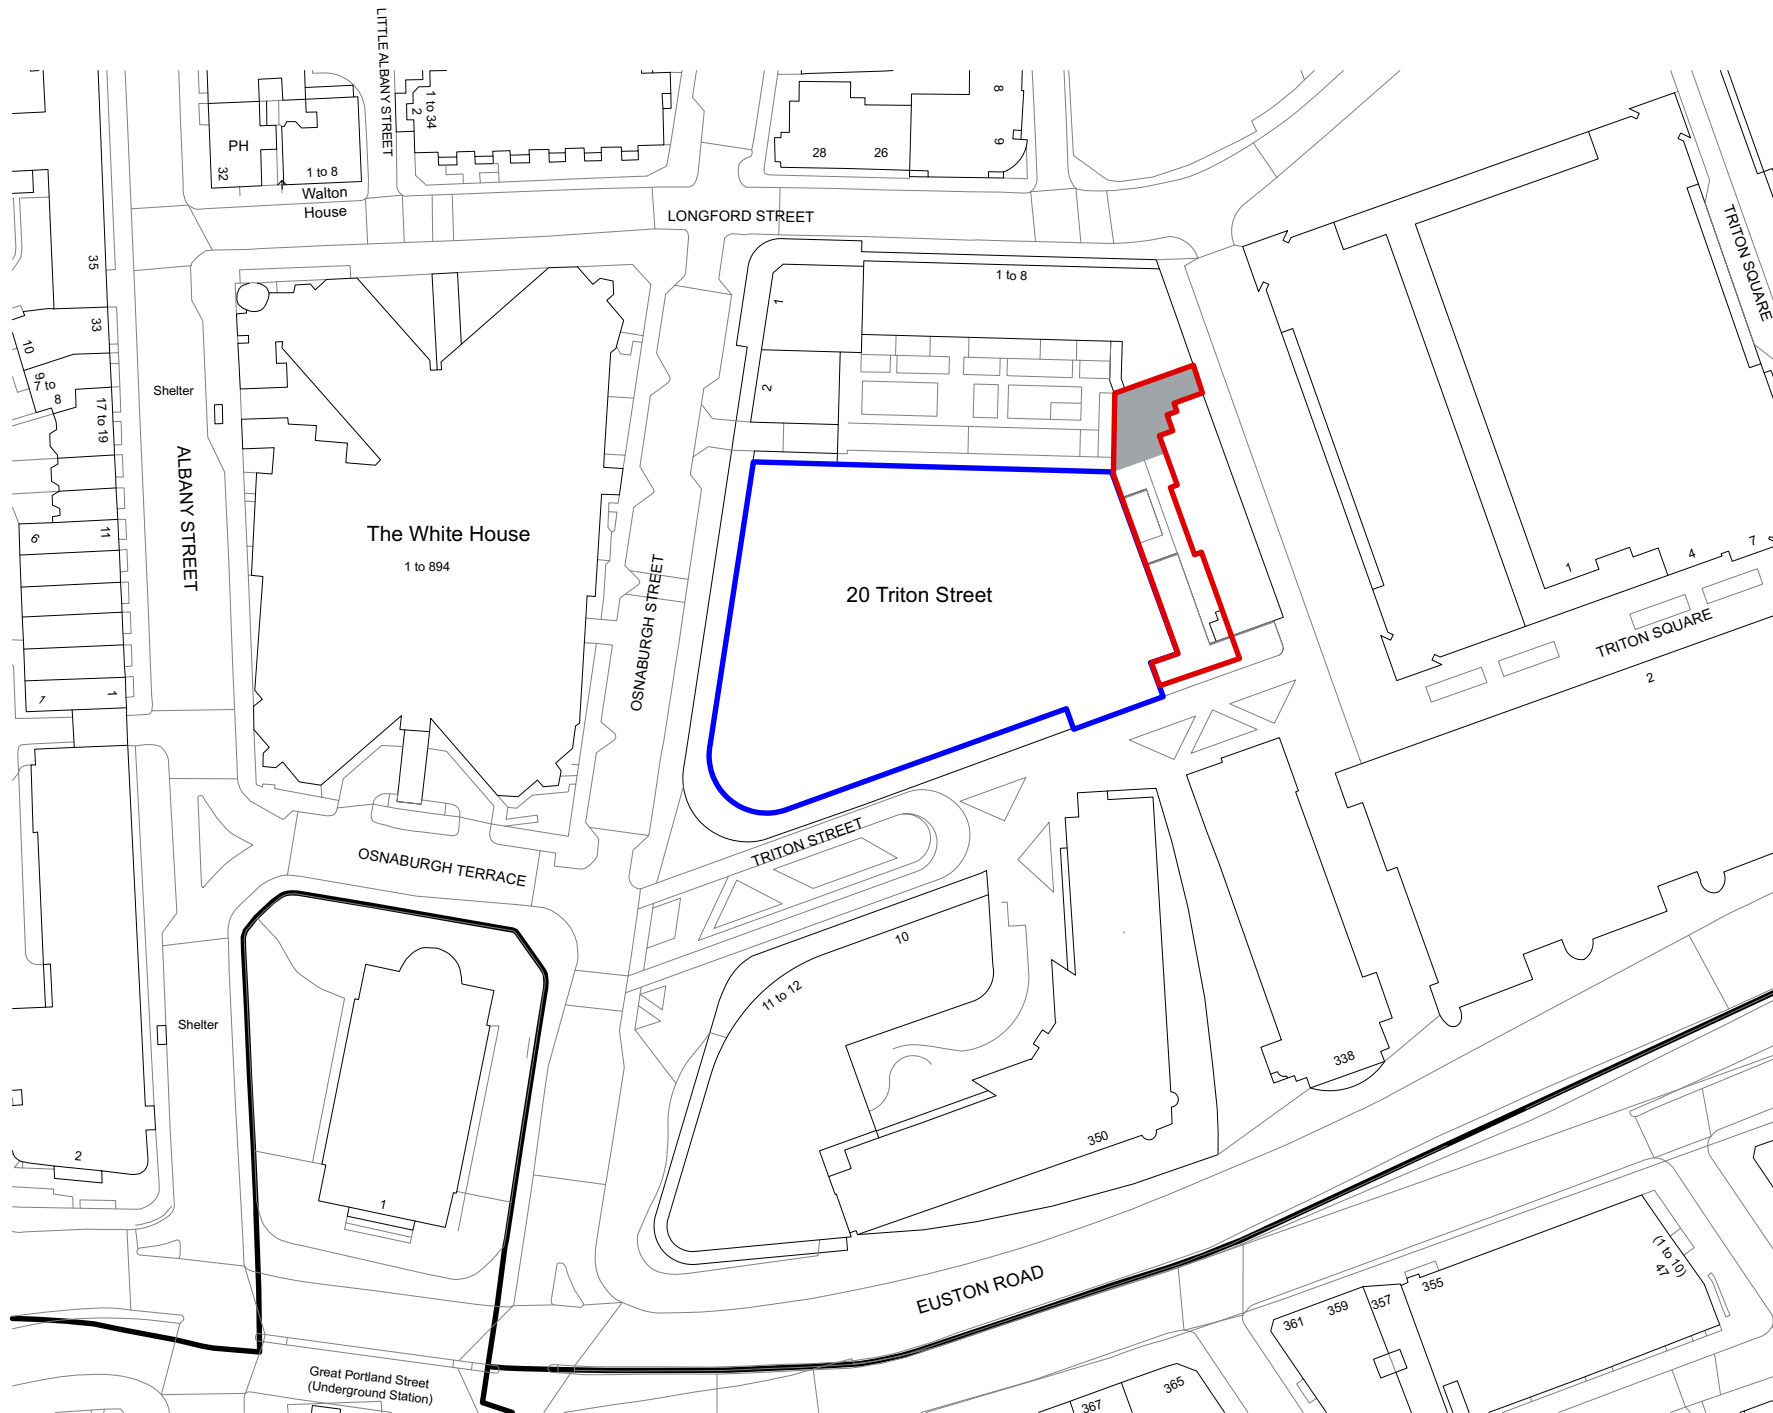 LITTLE ALBANY STREET
1 to 34
2
PH
32
1 to 8
Walton
House
28
26
8
9
LONGFORD STREET
TRITON SQUARE
35
33
10
9
7 to
8
17 to 19
Shelter
ALBANY STREET
11
6
7
1
1 to 8
1
2
The White House
1 to 894
OSNABURGH STREET
20 Triton Street
1
4
7
TRITON SQUARE
2
TRITON STREET
OSNABURGH TERRACE
10
11 to 12
Shelter
338
350
2
1
EUSTON ROAD
(1 to 10)
47
355
357
359
361
365
367
Great Portland Street
(Underground Station)